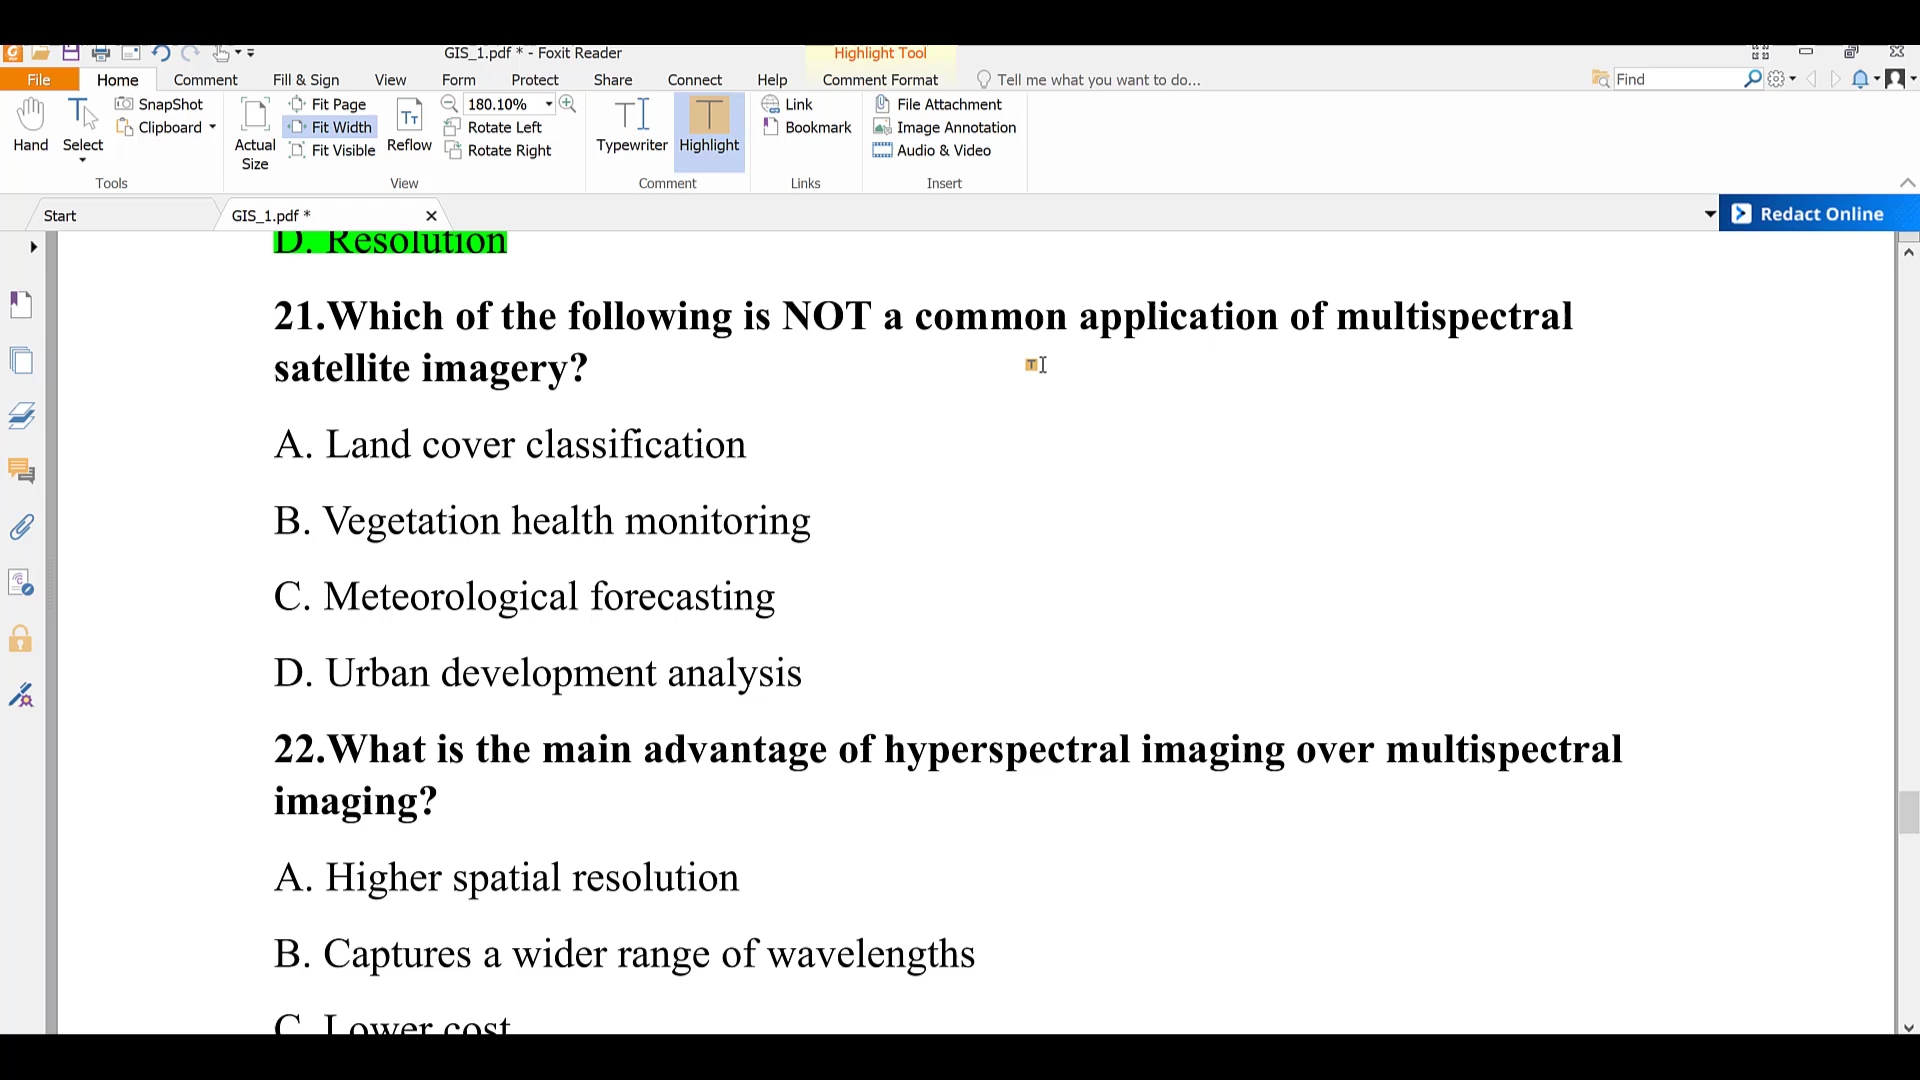 GIS_1.pdf * - Foxit Reader
Highlight Tool
File Home Comment Fill & Sign View Form Protect Share Connect Help Comment Format Tell me what you want to do... Find
Hand
Select
SnapShot
Clipboard
Tools
Actual Size
Fit Page
Fit Width
Fit Visible
Reflow
180.10%
Rotate Left
Rotate Right
View
Typewriter
Highlight
Comment
Link
Bookmark
Links
File Attachment
Image Annotation
Audio & Video
Insert
Start
GIS_1.pdf *
Redact Online
D. Resolution
21.Which of the following is NOT a common application of multispectral
satellite imagery?
A. Land cover classification
B. Vegetation health monitoring
C. Meteorological forecasting
D. Urban development analysis
22.What is the main advantage of hyperspectral imaging over multispectral
imaging?
A. Higher spatial resolution
B. Captures a wider range of wavelengths
C. Lower cost